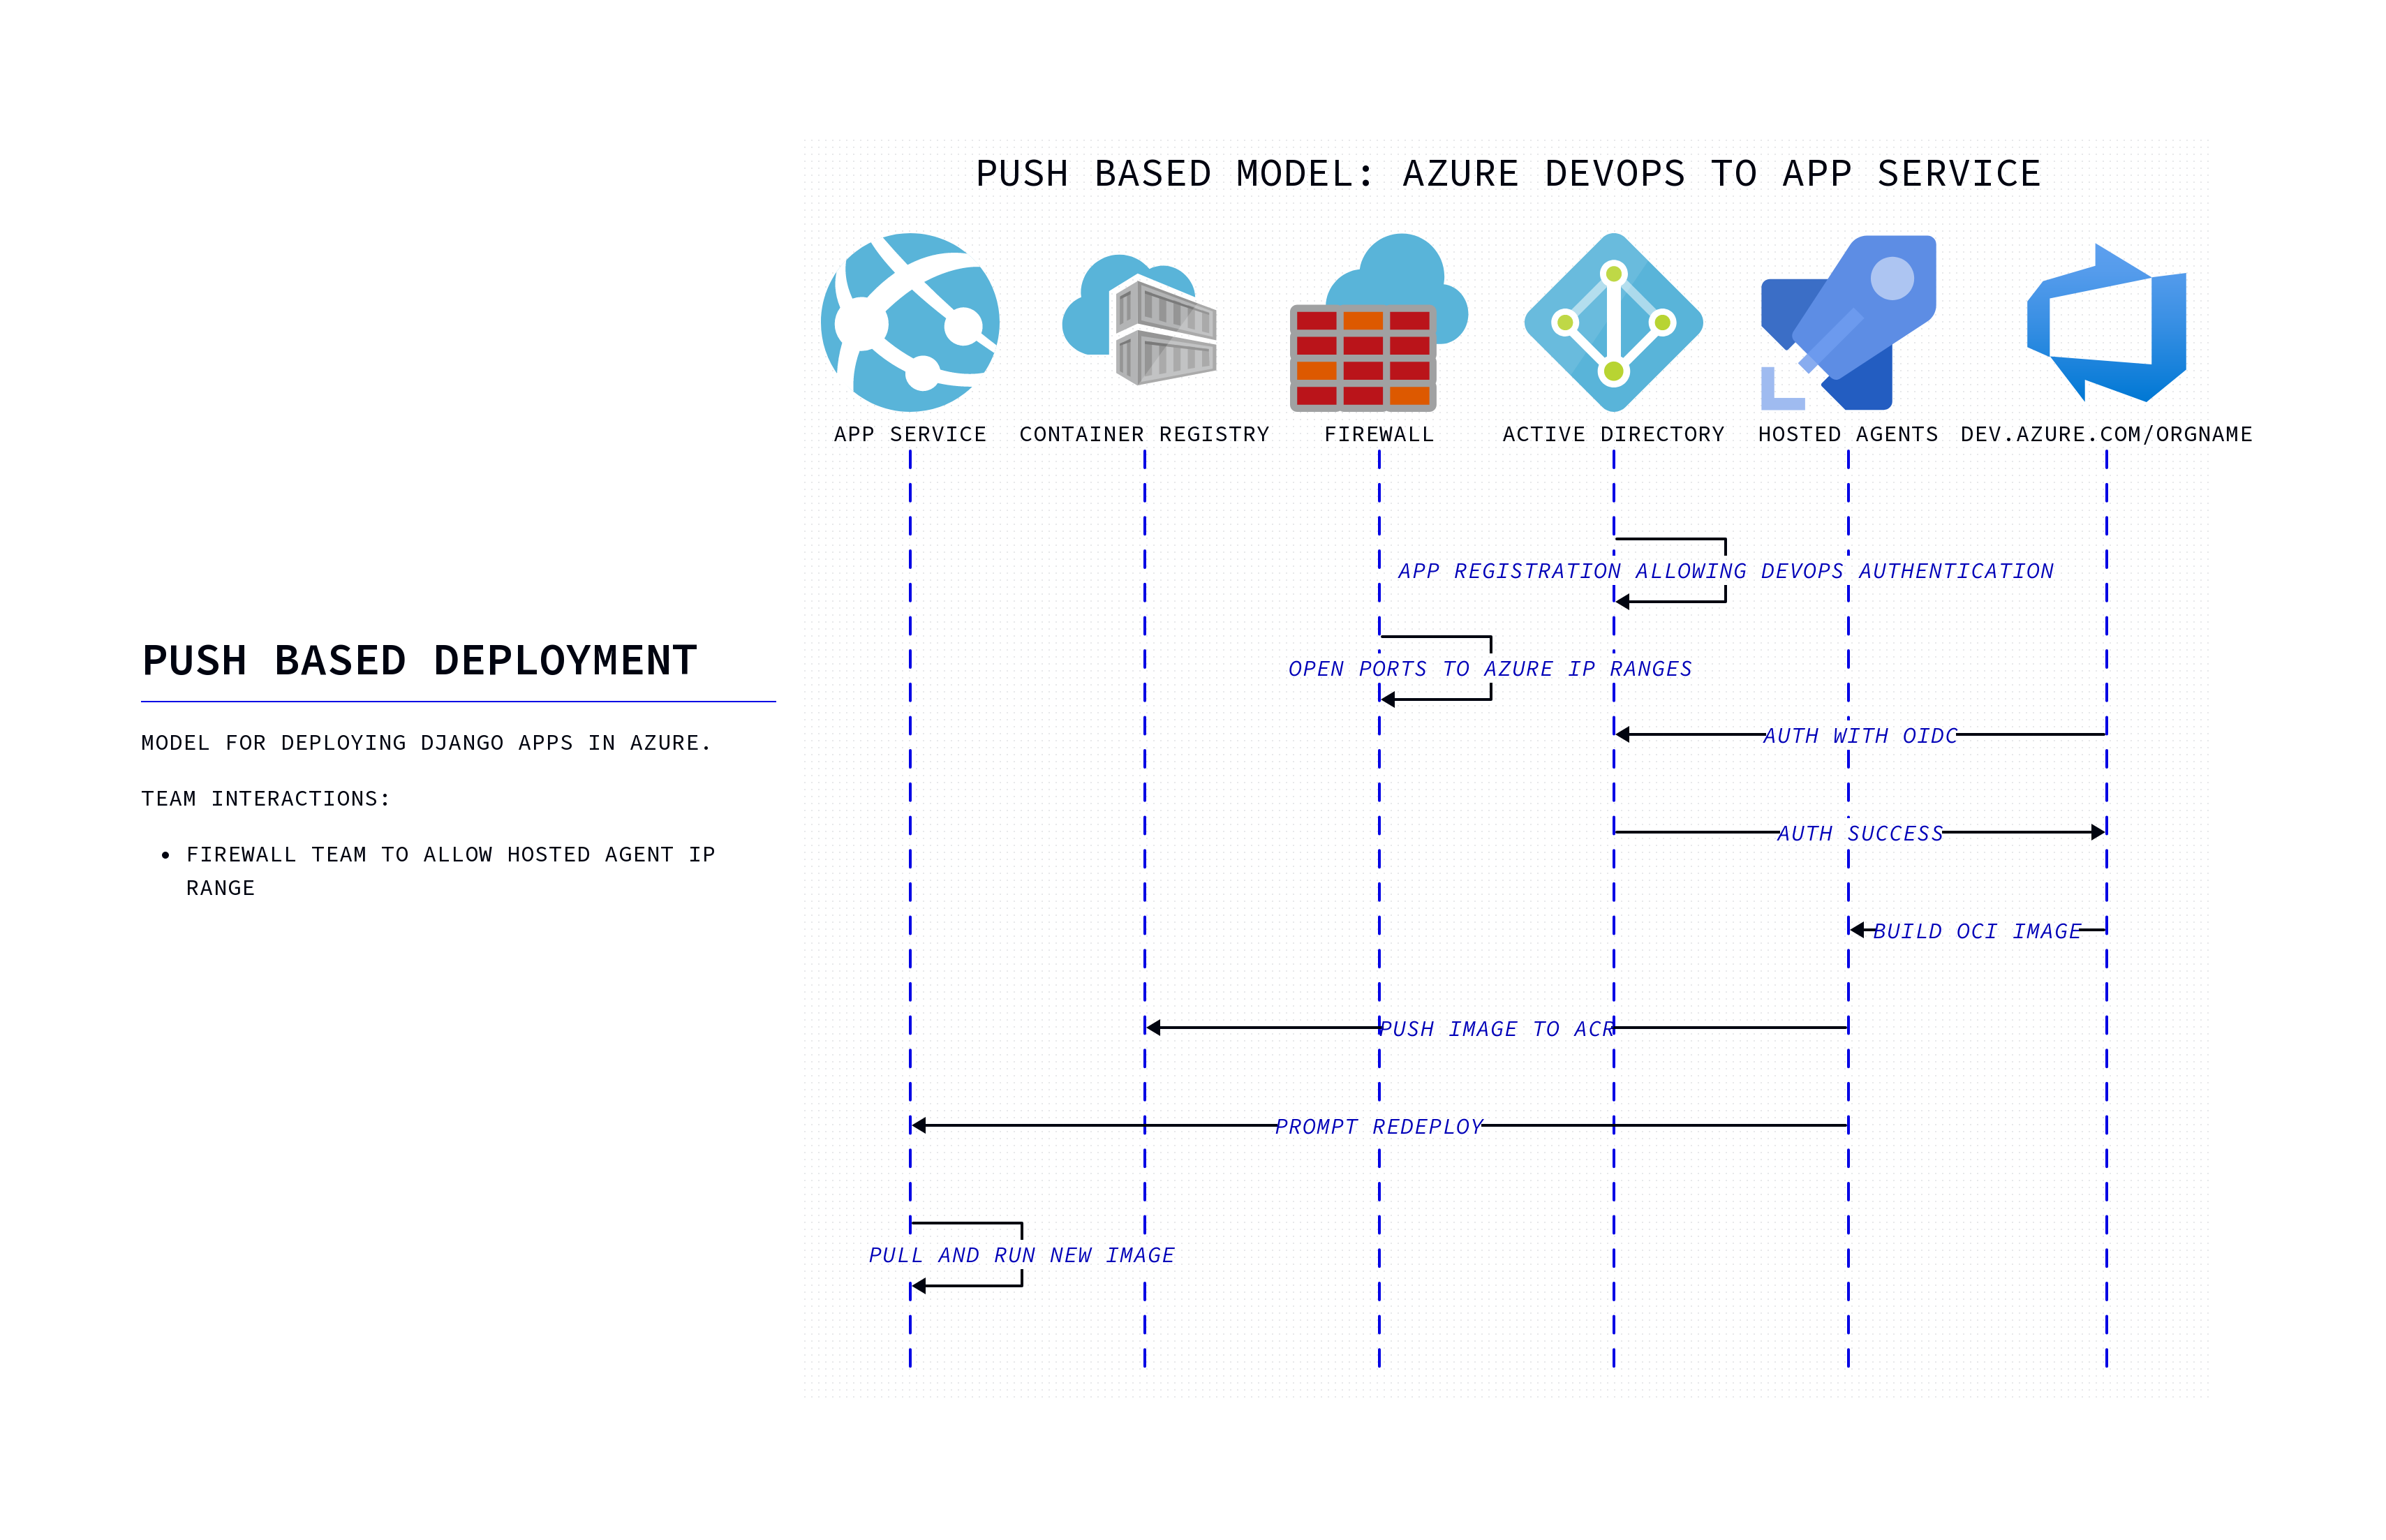 PUSH BASED MODEL: AZURE DEVOPS TO APP SERVICE
APP SERVICE
CONTAINER REGISTRY
FIREWALL
ACTIVE DIRECTORY
HOSTED AGENTS
DEV.AZURE.COM/ORGNAME
APP REGISTRATION ALLOWING DEVOPS AUTHENTICATION
OPEN PORTS TO AZURE IP RANGES
AUTH WITH OIDC
AUTH SUCCESS
BUILD OCI IMAGE
PUSH IMAGE TO ACR
PROMPT REDEPLOY
PULL AND RUN NEW IMAGE
PUSH BASED DEPLOYMENT
MODEL FOR DEPLOYING DJANGO APPS IN AZURE.
TEAM INTERACTIONS:
• FIREWALL TEAM TO ALLOW HOSTED AGENT IP
RANGE